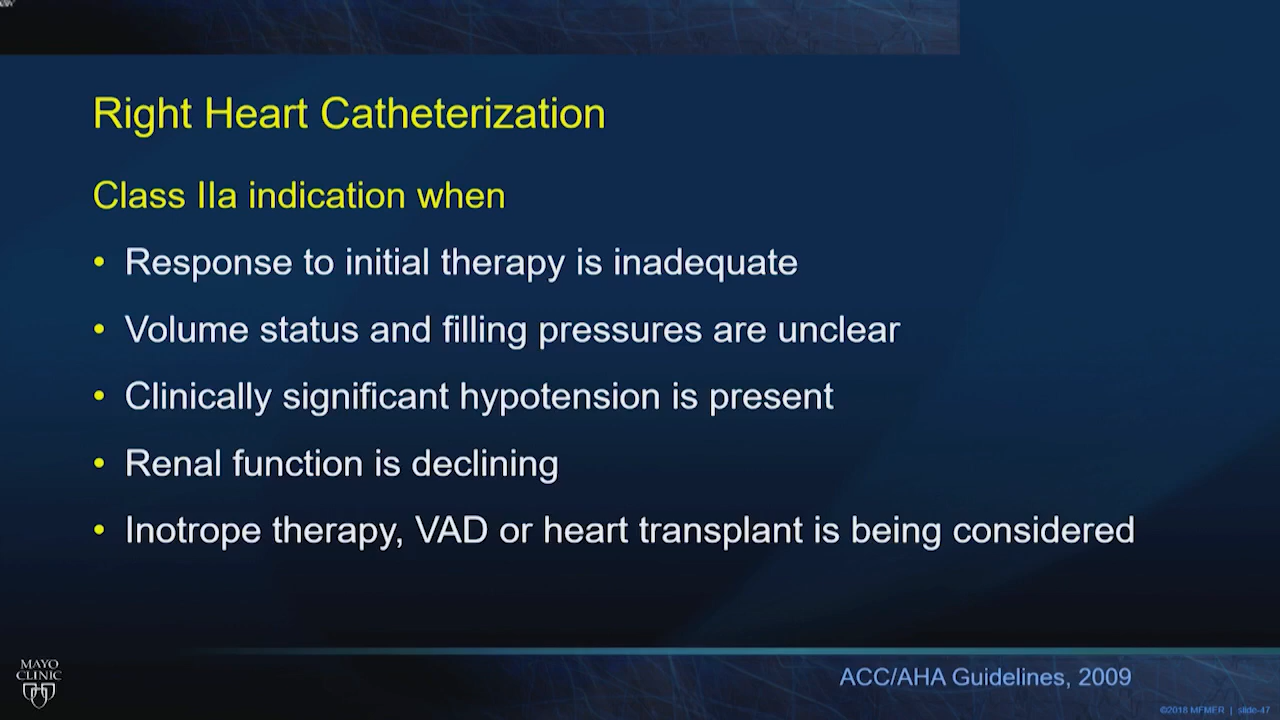 Right Heart Catheterization
Class IIa indication when
• Response to initial therapy is inadequate
• Volume status and filling pressures are unclear
• Clinically significant hypotension is present
• Renal function is declining
• Inotrope therapy, VAD or heart transplant is being considered
MAYO
CLINIC
ACC/AHA Guidelines, 2009
©2018 MFMER | slide-47